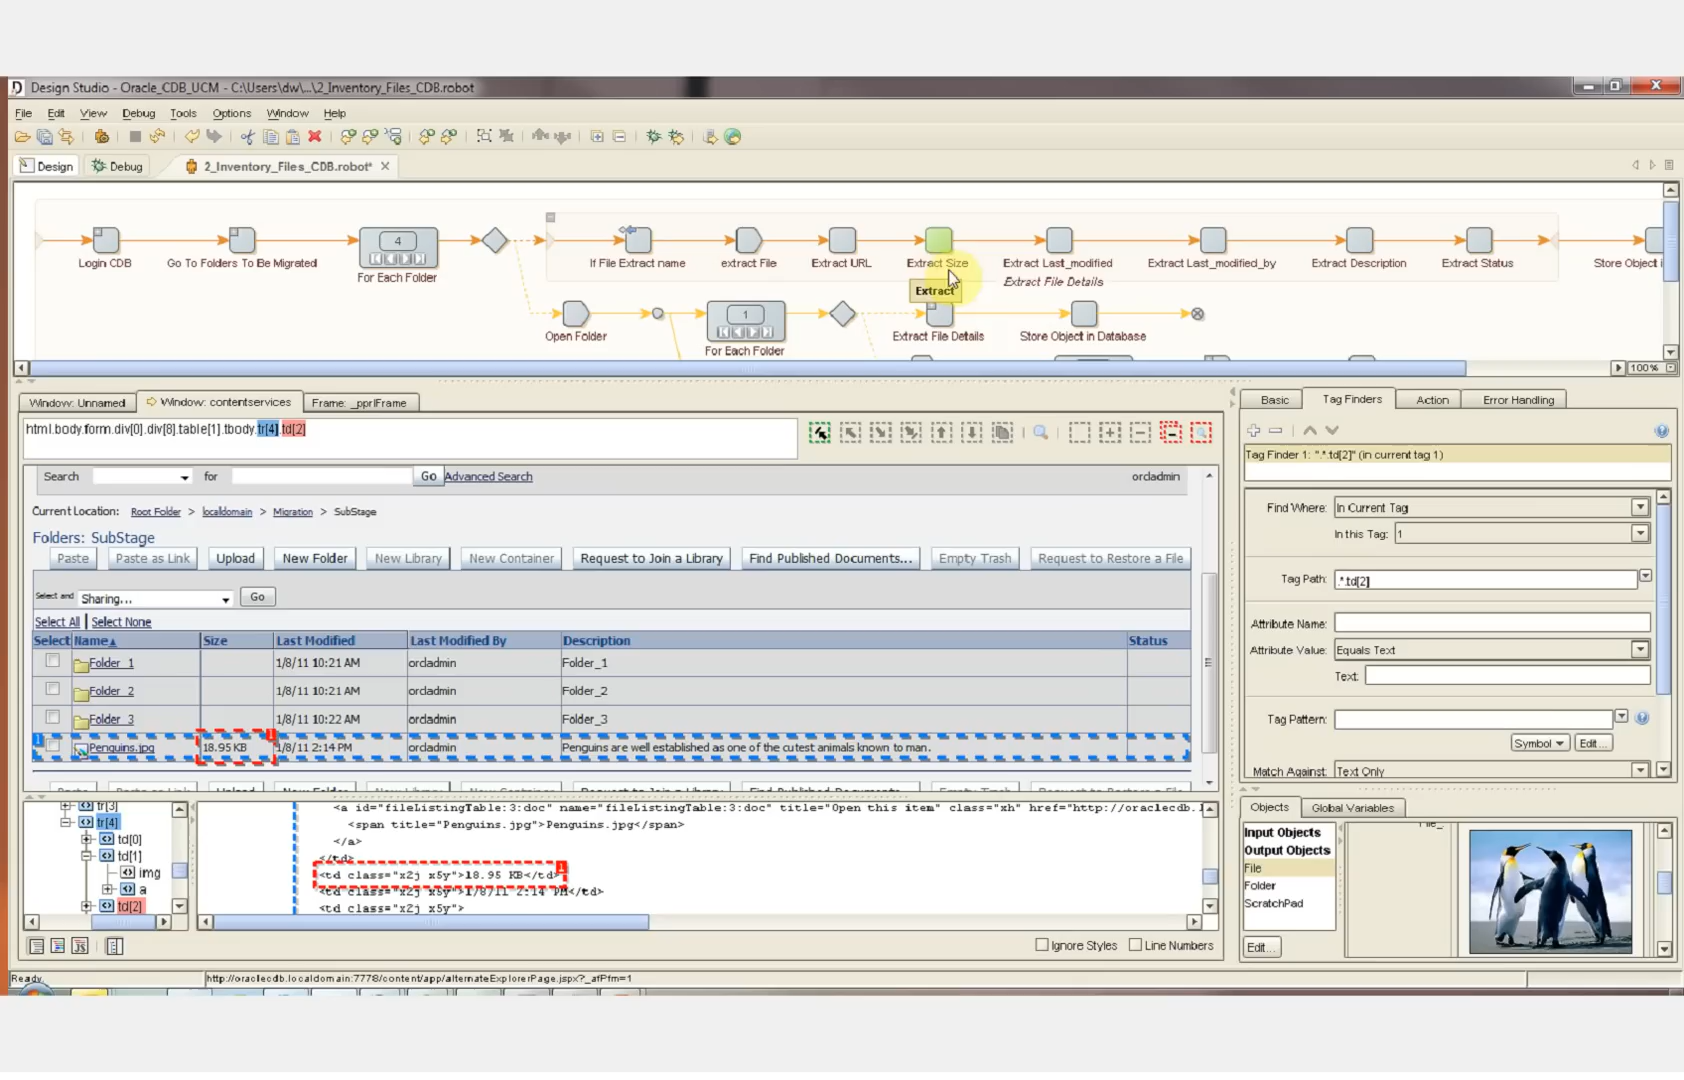 Design Studio - Oracle_CDB_UCM - C:\Users\dw\...\2_Inventory_Files_CDB.robot
File Edit View Debug Tools Options Window Help
Design Debug 2_Inventory_Files_CDB.robot*
4
Login CDB Go To Folders To Be Migrated For Each Folder If File Extract name extract File Extract URL Extract Size Extract Last_modified Extract Last_modified_by Extract Description Extract Status Store Object i
Extract File Details
Extract
1
Open Folder For Each Folder Extract File Details Store Object in Database
100%
Window: Unnamed Window: contentservices Frame: _pprIFrame
html.body.form.div[0].div[8].table[1].tbody.tr[4].td[2]
Search for Go Advanced Search orcladmin
Current Location: Root Folder > localdomain > Migration > SubStage
Folders: SubStage
Paste Paste as Link Upload New Folder New Library New Container Request to Join a Library Find Published Documents... Empty Trash Request to Restore a File
Select and Sharing... Go
Select All | Select None
Select Name Size Last Modified Last Modified By Description Status
Folder_1 1/8/11 10:21 AM orcladmin Folder_1
Folder_2 1/8/11 10:21 AM orcladmin Folder_2
Folder_3 1/8/11 10:22 AM orcladmin Folder_3
1 Penguins.jpg 18.95 KB 1 1/8/11 2:14 PM orcladmin Penguins are well established as one of the cutest animals known to man.
tr[3]
tr[4]
td[0]
td[1]
img
a
td[2]
<a id="fileListingTable:3:doc" name="fileListingTable:3:doc" title="Open this item" class="xh" href="http://oraclecdb.l
<span title="Penguins.jpg">Penguins.jpg</span>
</a>
</td>
<td class="x2j x5y">18.95 KB</td>
<td class="x2j x5y">1/8/11 2:14 PM</td>
<td class="x2j x5y">
Ignore Styles Line Numbers
Ready
http://oraclecdb.localdomain:7778/content/app/alternateExplorerPage.jspx?_afPfm=1
Basic Tag Finders Action Error Handling
Tag Finder 1: ".*.td[2]" (in current tag 1)
Find Where: In Current Tag
In this Tag: 1
Tag Path: .*.td[2]
Attribute Name:
Attribute Value: Equals Text
Text:
Tag Pattern:
Symbol Edit...
Match Against: Text Only
Objects Global Variables
Input Objects
Output Objects
File
Folder
ScratchPad
Edit...